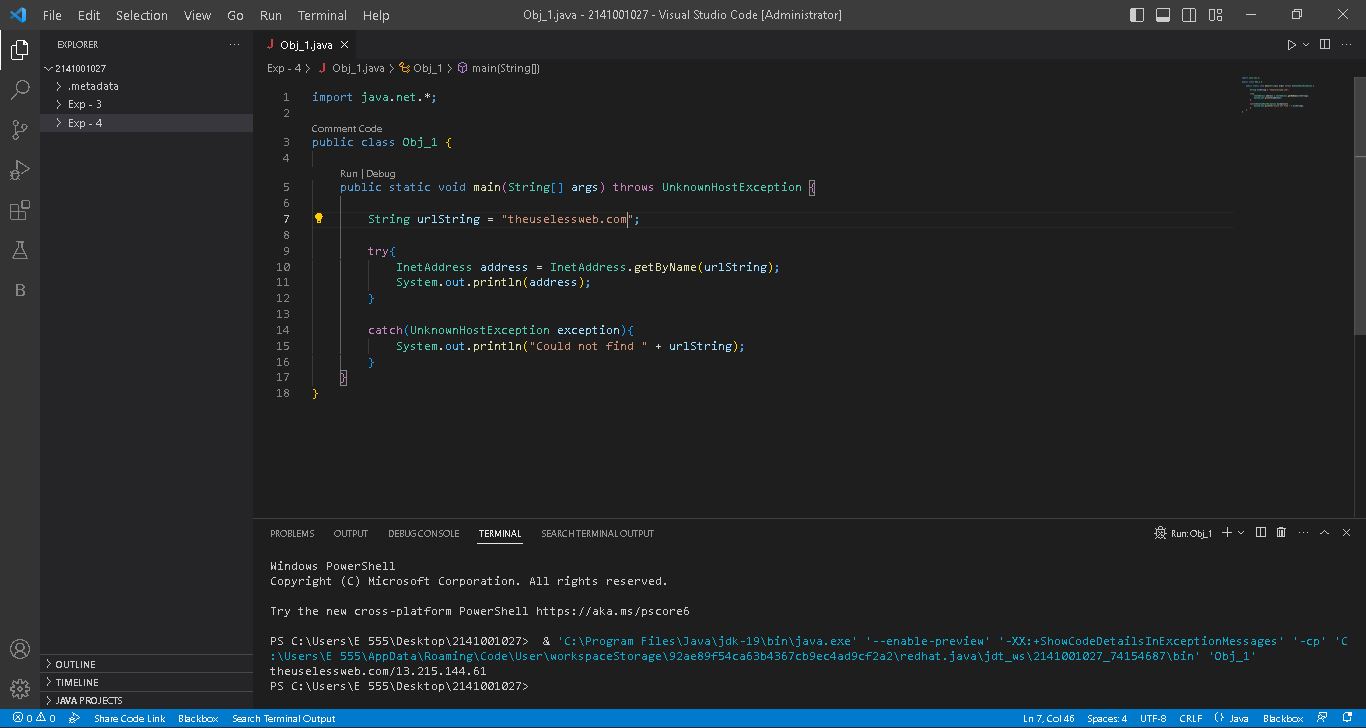 File Edit Selection View Go Run Terminal Help
Obj_1.java - 2141001027 - Visual Studio Code [Administrator]
EXPLORER
2141001027
.metadata
Exp - 3
Exp - 4
OUTLINE
TIMELINE
JAVA PROJECTS
J Obj_1.java
Exp - 4 > J Obj_1.java > Obj_1 > main(String[])
1 import java.net.*;
2
Comment Code
3 public class Obj_1 {
4
Run | Debug
5 public static void main(String[] args) throws UnknownHostException {
6
7 String urlString = "theuselessweb.com";
8
9 try{
10 InetAddress address = InetAddress.getByName(urlString);
11 System.out.println(address);
12 }
13
14 catch(UnknownHostException exception){
15 System.out.println("Could not find " + urlString);
16 }
17 }
18 }
PROBLEMS OUTPUT DEBUG CONSOLE TERMINAL SEARCH TERMINAL OUTPUT
Run: Obj_1
Windows PowerShell
Copyright (C) Microsoft Corporation. All rights reserved.
Try the new cross-platform PowerShell https://aka.ms/pscore6
PS C:\Users\E 555\Desktop\2141001027> & 'C:\Program Files\Java\jdk-19\bin\java.exe' '--enable-preview' '-XX:+ShowCodeDetailsInExceptionMessages' '-cp' 'C
:\Users\E 555\AppData\Roaming\Code\User\workspaceStorage\92ae89f54ca63b4367cb9ec4ad9cf2a2\redhat.java\jdt_ws\2141001027_74154687\bin' 'Obj_1'
theuselessweb.com/13.215.144.61
PS C:\Users\E 555\Desktop\2141001027>
0 0 Share Code Link Blackbox Search Terminal Output
Ln 7, Col 46 Spaces: 4 UTF-8 CRLF {} Java Blackbox